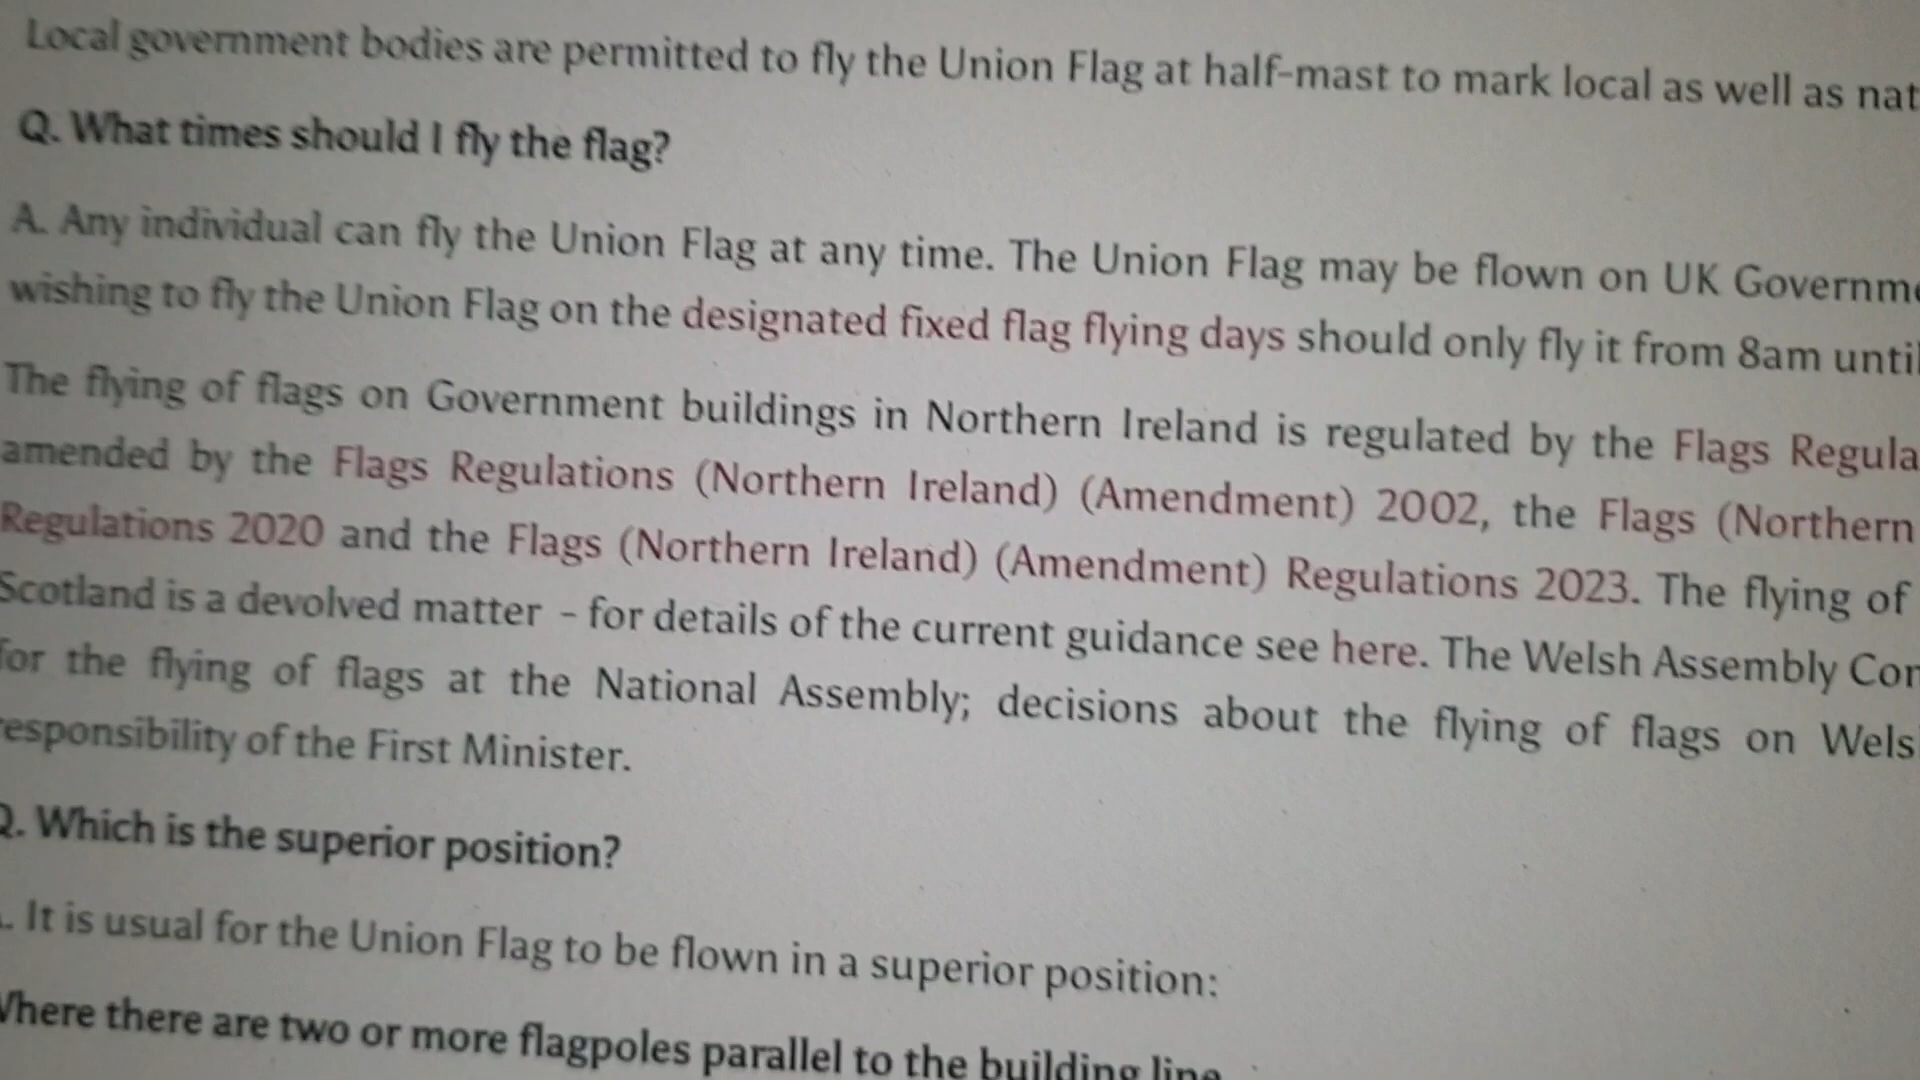 Local government bodies are permitted to fly the Union Flag at half-mast to mark local as well as nat
Q. What times should I fly the flag?
A. Any individual can fly the Union Flag at any time. The Union Flag may be flown on UK Governme
wishing to fly the Union Flag on the designated fixed flag flying days should only fly it from 8am until
The flying of flags on Government buildings in Northern Ireland is regulated by the Flags Regula
amended by the Flags Regulations (Northern Ireland) (Amendment) 2002, the Flags (Northern
Regulations 2020 and the Flags (Northern Ireland) (Amendment) Regulations 2023. The flying of
Scotland is a devolved matter – for details of the current guidance see here. The Welsh Assembly Com
for the flying of flags at the National Assembly; decisions about the flying of flags on Wels
responsibility of the First Minister.
Q. Which is the superior position?
. It is usual for the Union Flag to be flown in a superior position:
Where there are two or more flagpoles parallel to the building line